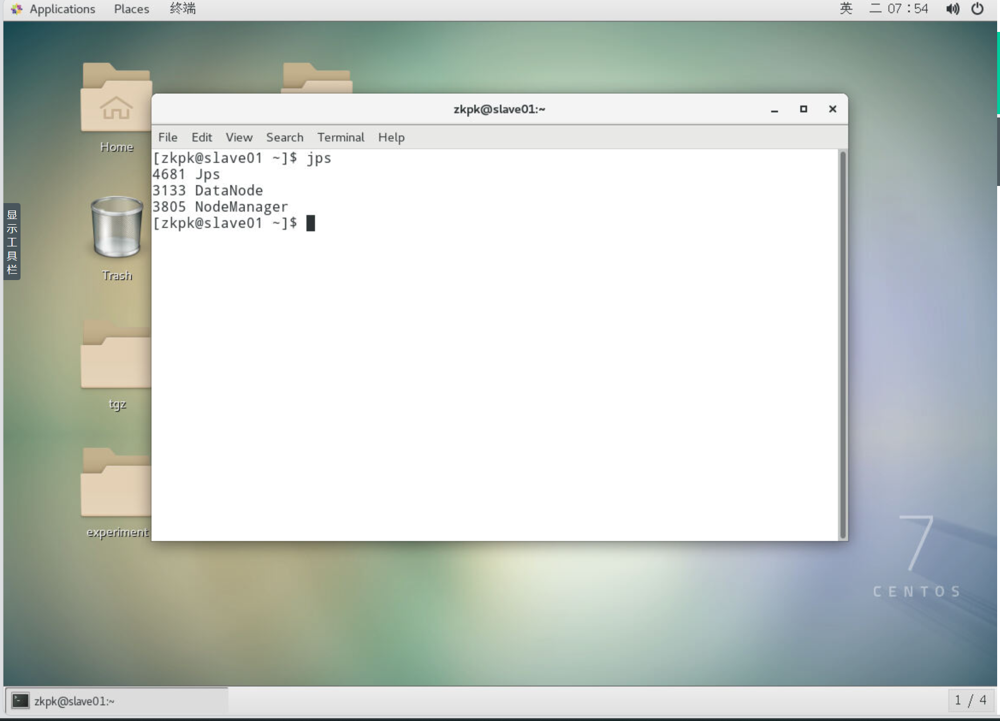 Applications Places 终端 英 二 07：54
zkpk@slave01:~
File Edit View Search Terminal Help
[zkpk@slave01 ~]$ jps
4681 Jps
3133 DataNode
3805 NodeManager
[zkpk@slave01 ~]$
Home
Trash
tgz
experiment
显示工具栏
7
CENTOS
zkpk@slave01:~
1 / 4